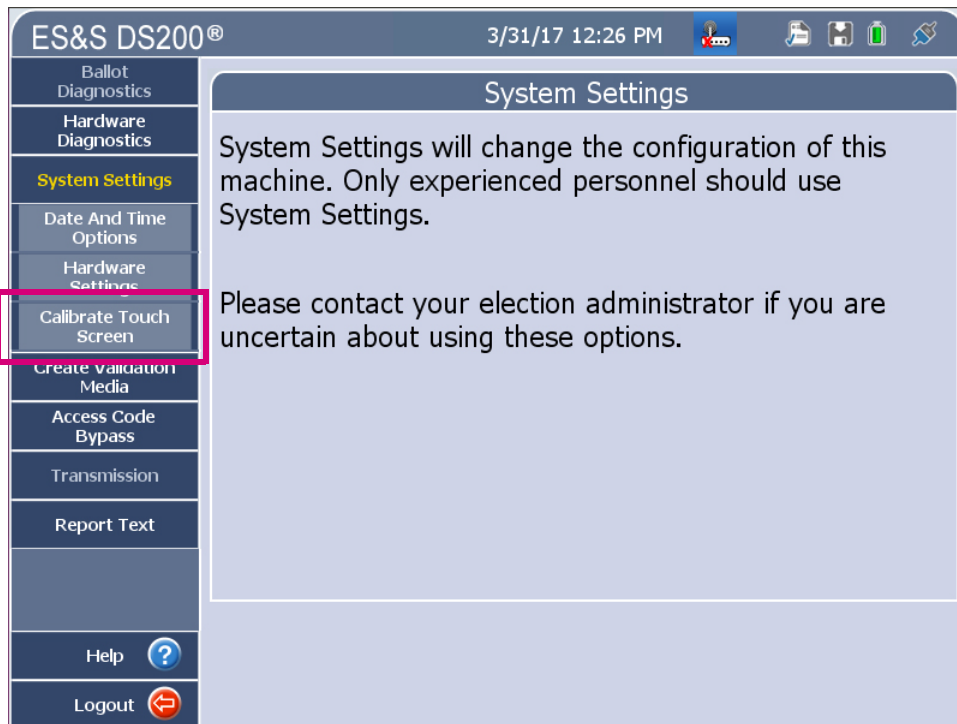 ES&S DS200®
3/31/17 12:26 PM
Ballot
Diagnostics
Hardware
Diagnostics
System Settings
Date And Time
Options
Hardware
Settings
Calibrate Touch
Screen
Create Validation
Media
Access Code
Bypass
Transmission
Report Text
Help
Logout
System Settings
System Settings will change the configuration of this
machine. Only experienced personnel should use
System Settings.
Please contact your election administrator if you are
uncertain about using these options.